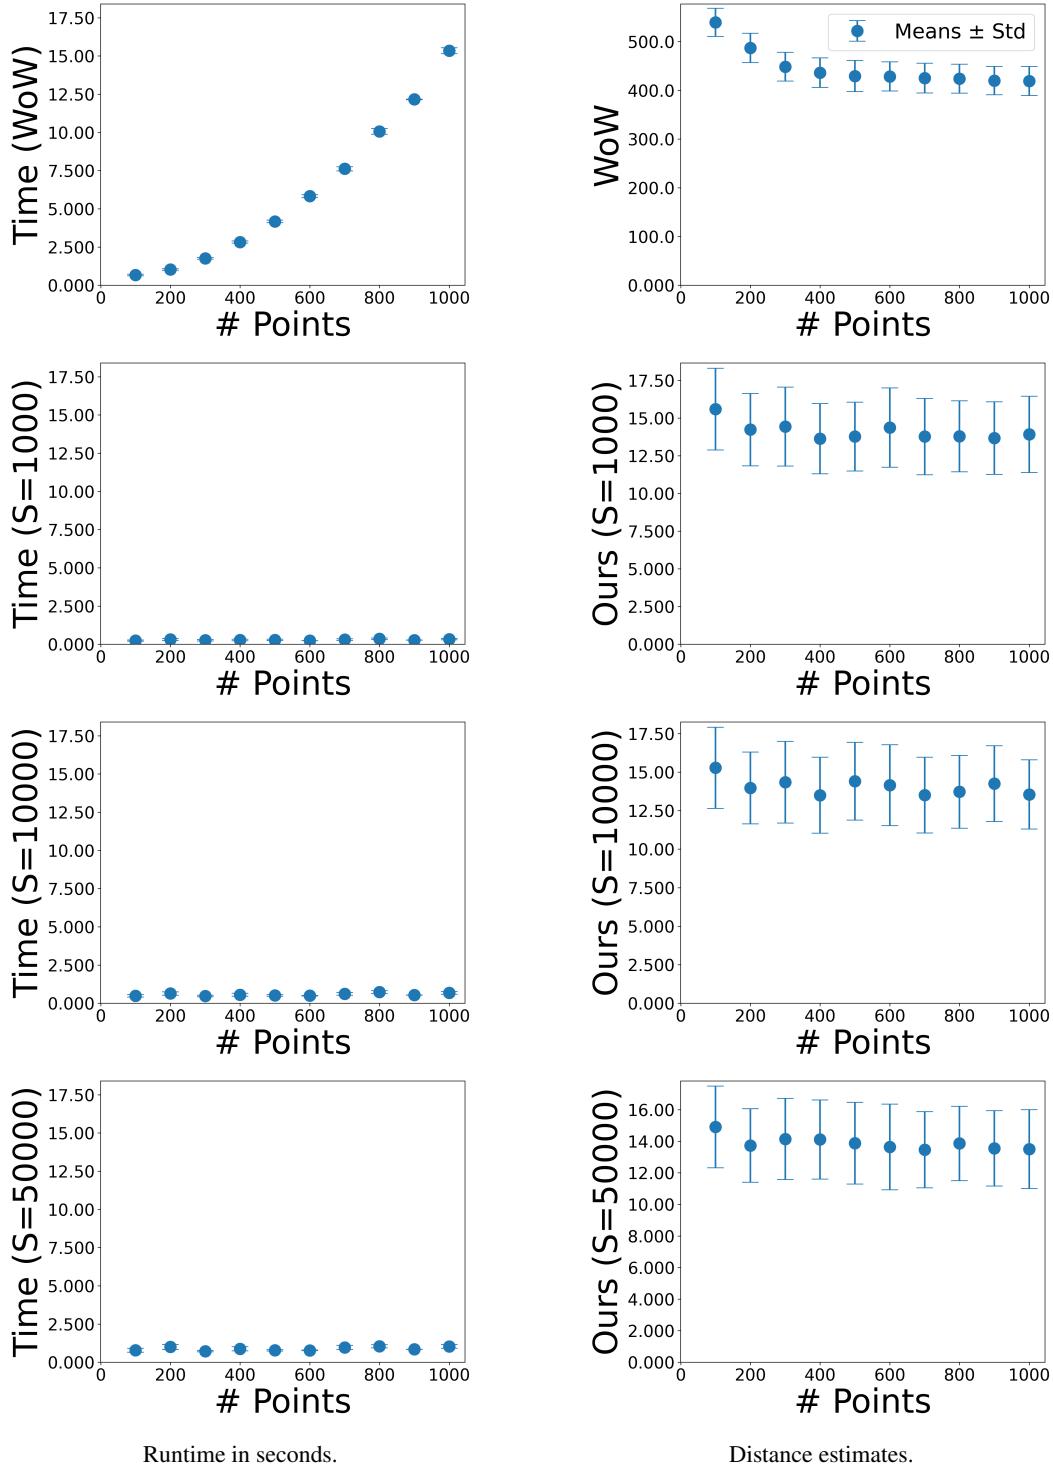 17.50
15.00
12.50
10.00
7.500
5.000
2.500
0.000
Time (WoW)
0 200 400 600 800 1000
# Points
500.0
400.0
300.0
200.0
100.0
0.000
WoW
Means ± Std
0 200 400 600 800 1000
# Points
17.50
15.00
12.50
10.00
7.500
5.000
2.500
0.000
Time (S=1000)
0 200 400 600 800 1000
# Points
17.50
15.00
12.50
10.00
7.500
5.000
2.500
0.000
Ours (S=1000)
0 200 400 600 800 1000
# Points
17.50
15.00
12.50
10.00
7.500
5.000
2.500
0.000
Time (S=10000)
0 200 400 600 800 1000
# Points
17.50
15.00
12.50
10.00
7.500
5.000
2.500
0.000
Ours (S=10000)
0 200 400 600 800 1000
# Points
17.50
15.00
12.50
10.00
7.500
5.000
2.500
0.000
Time (S=50000)
0 200 400 600 800 1000
# Points
16.00
14.00
12.00
10.00
8.000
6.000
4.000
2.000
0.000
Ours (S=50000)
0 200 400 600 800 1000
# Points
Runtime in seconds.
Distance estimates.